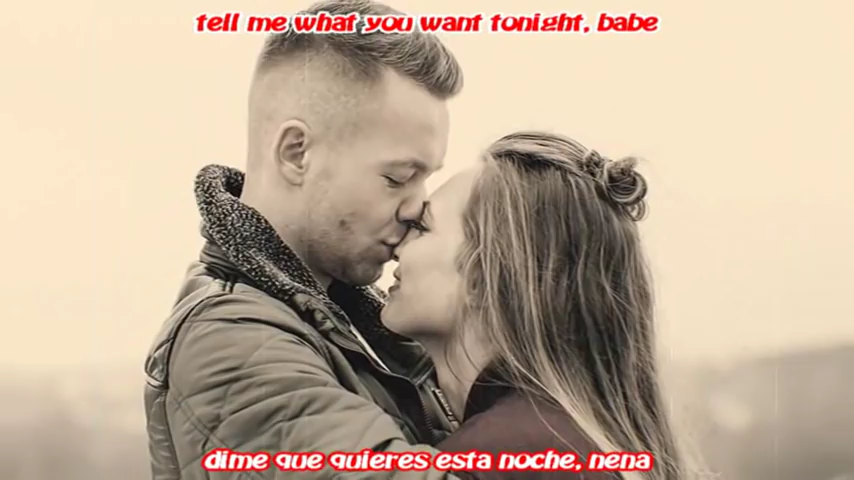 tell me what you want tonight, babe
dime que quieres esta noche, nena